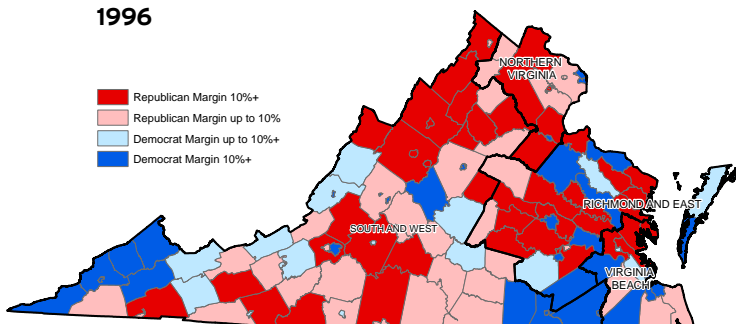 1996
Republican Margin 10%+
Republican Margin up to 10%
Democrat Margin up to 10%+
Democrat Margin 10%+
NORTHERN
VIRGINIA
RICHMOND AND EAST
SOUTH AND WEST
VIRGINIA
BEACH